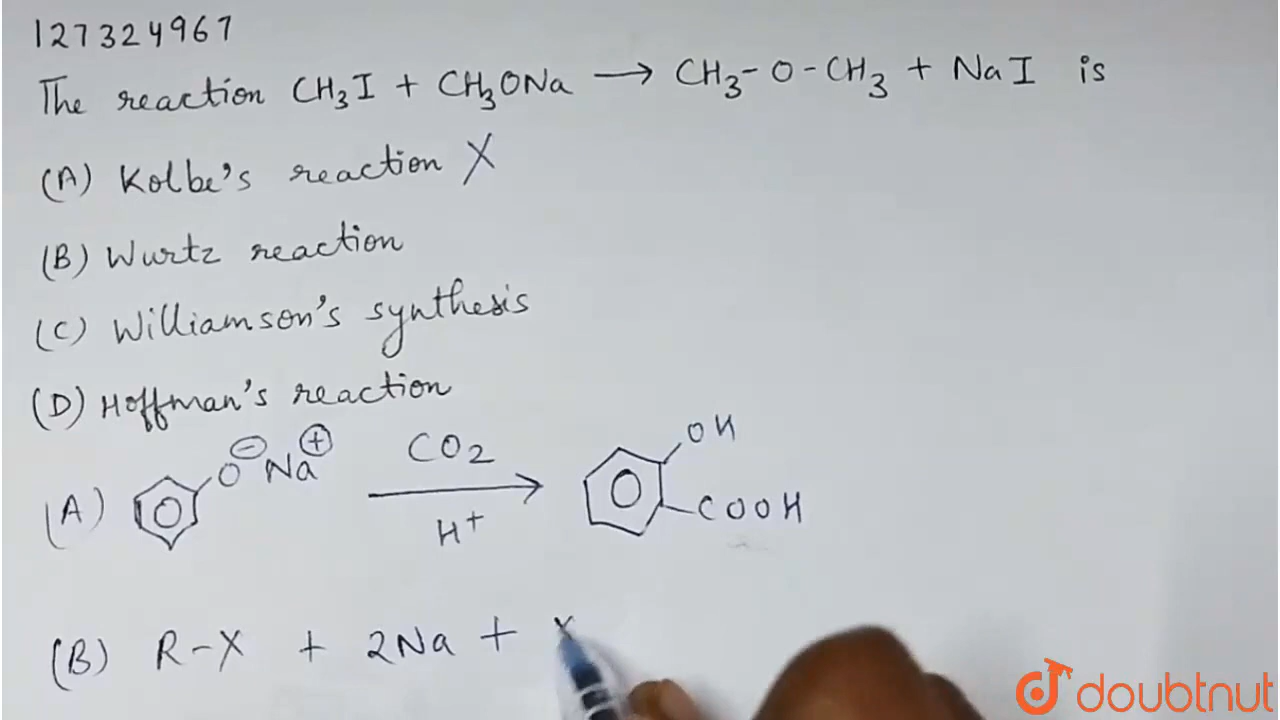 127324967
The reaction CH₃I + CH₃ONa ⟶ CH₃-O-CH₃ + NaI is
(A) Kolbe's reaction X
(B) Wurtz reaction
(C) Williamson's synthesis
(D) Hoffman's reaction
(A) O⊖ Na⊕ CO₂ H⁺ OH COOH
(B) R-X + 2Na + X
doubtnut